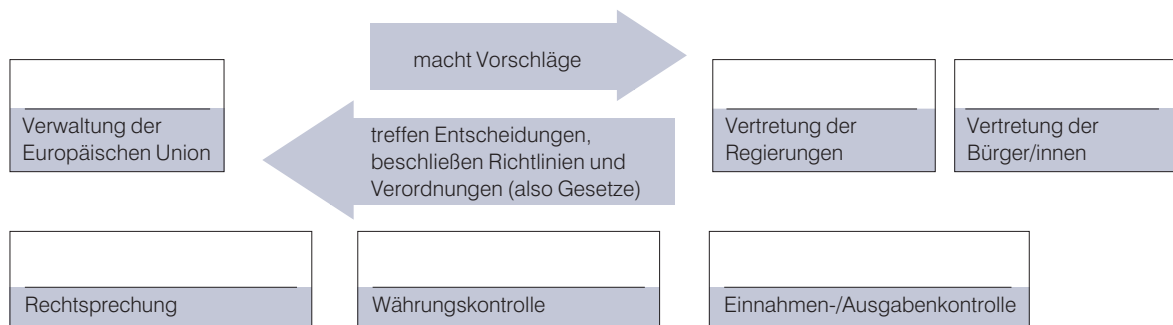 macht Vorschläge
Verwaltung der
Europäischen Union
treffen Entscheidungen,
beschließen Richtlinien und
Verordnungen (also Gesetze)
Vertretung der
Regierungen
Vertretung der
Bürger/innen
Rechtsprechung
Währungskontrolle
Einnahmen-/Ausgabenkontrolle